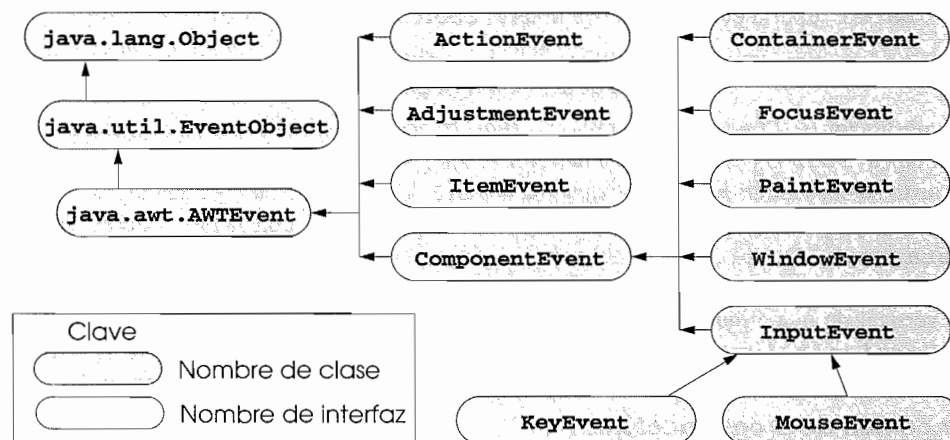 java.lang.Object
java.util.EventObject
java.awt.AWTEvent
ActionEvent
AdjustmentEvent
ItemEvent
ComponentEvent
ContainerEvent
FocusEvent
PaintEvent
WindowEvent
InputEvent
KeyEvent
MouseEvent
Clave
Nombre de clase
Nombre de interfaz